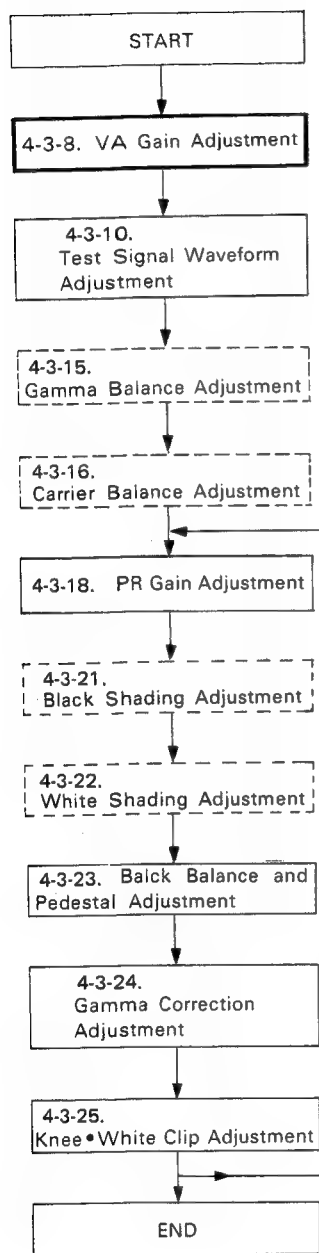 START
4-3-8. VA Gain Adjustment
4-3-10.
Test Signal Waveform
Adjustment
4-3-15.
Gamma Balance Adjustment
4-3-16.
Carrier Balance Adjustment
4-3-18. PR Gain Adjustment
4-3-21.
Black Shading Adjustment
4-3-22.
White Shading Adjustment
4-3-23. Balck Balance and
Pedestal Adjustment
4-3-24.
Gamma Correction
Adjustment
4-3-25.
Knee•White Clip Adjustment
END